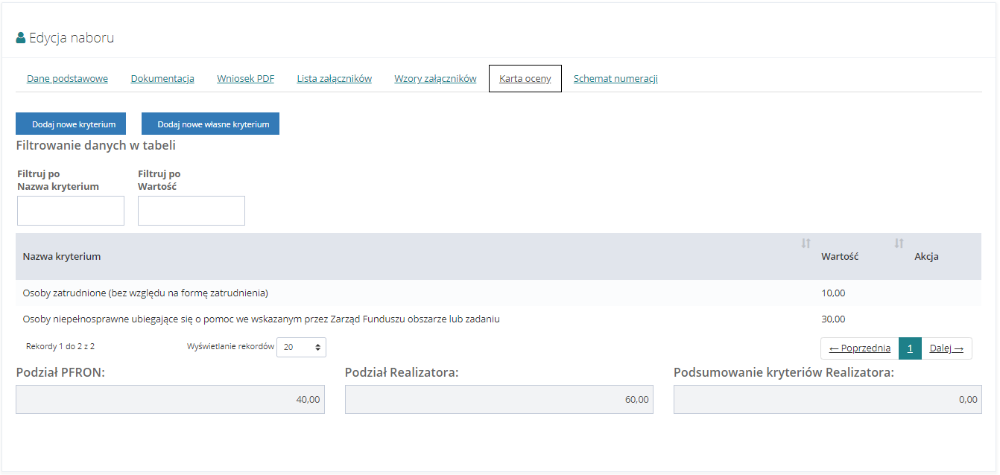 Edycja naboru
Dane podstawowe Dokumentacja Wniosek PDF Lista załączników Wzory załączników Karta oceny Schemat numeracji
Dodaj nowe kryterium Dodaj nowe własne kryterium
Filtrowanie danych w tabeli
Filtruj po Filtruj po
Nazwa kryterium Wartość
Nazwa kryterium Wartość Akcja
Osoby zatrudnione (bez względu na formę zatrudnienia) 10,00
Osoby niepełnosprawne ubiegające się o pomoc we wskazanym przez Zarząd Funduszu obszarze lub zadaniu 30,00
Rekordy 1 do 2 z 2 Wyświetlanie rekordów 20 ← Poprzednia 1 Dalej →
Podział PFRON: Podział Realizatora: Podsumowanie kryteriów Realizatora:
40,00 60,00 0,00